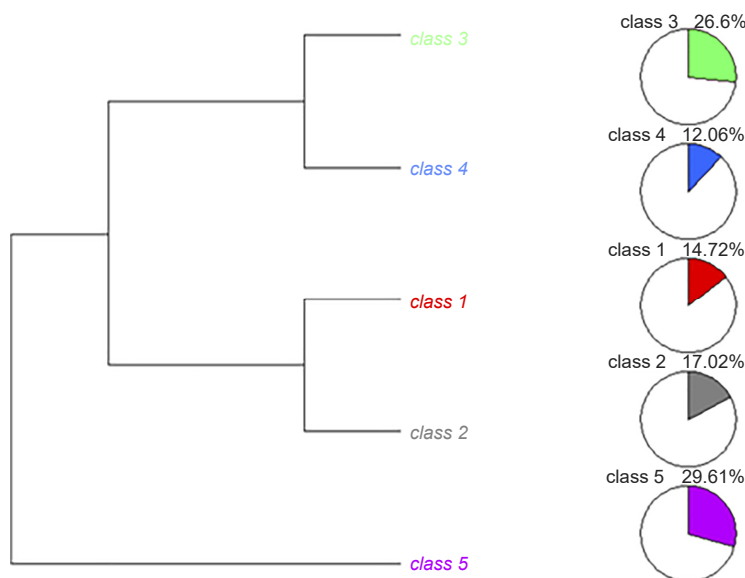 class 3 26.6%
class 3
class 4 12.06%
class 4
class 1 14.72%
class 1
class 2 17.02%
class 2
class 5 29.61%
class 5